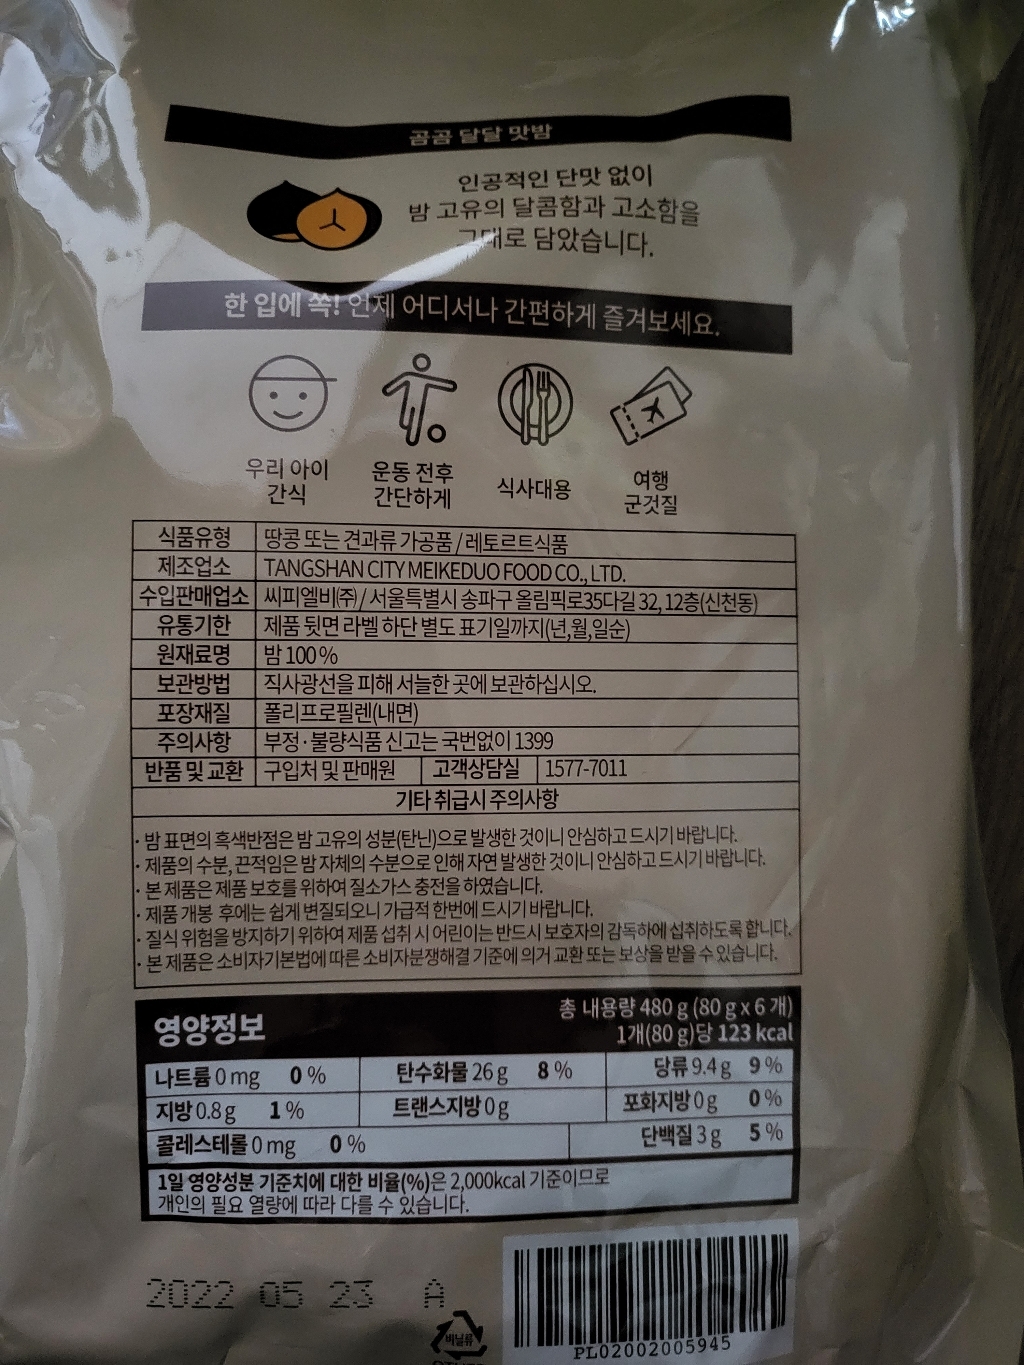 곰곰 달달 맛밤
인공적인 단맛 없이
밤 고유의 달콤함과 고소함을
그대로 담았습니다.
한 입에 쏙! 언제 어디서나 간편하게 즐겨보세요.
우리 아이 간식
운동 전후 간단하게
식사대용
여행 군것질
식품유형 땅콩 또는 견과류 가공품 / 레토르트식품
제조업소 TANGSHAN CITY MEIKEDUO FOOD CO., LTD.
수입판매업소 씨피엘비㈜ / 서울특별시 송파구 올림픽로35다길 32, 12층(신천동)
유통기한 제품 뒷면 라벨 하단 별도 표기일까지(년,월,일순)
원재료명 밤 100 %
보관방법 직사광선을 피해 서늘한 곳에 보관하십시오.
포장재질 폴리프로필렌(내면)
주의사항 부정·불량식품 신고는 국번없이 1399
반품 및 교환 구입처 및 판매원 고객상담실 1577-7011
기타 취급시 주의사항
· 밤 표면의 흑색반점은 밤 고유의 성분(탄닌)으로 발생한 것이니 안심하고 드시기 바랍니다.
· 제품의 수분, 끈적임은 밤 자체의 수분으로 인해 자연 발생한 것이니 안심하고 드시기 바랍니다.
· 본 제품은 제품 보호를 위하여 질소가스 충전을 하였습니다.
· 제품 개봉 후에는 쉽게 변질되오니 가급적 한번에 드시기 바랍니다.
· 질식 위험을 방지하기 위하여 제품 섭취 시 어린이는 반드시 보호자의 감독하에 섭취하도록 합니다.
· 본 제품은 소비자기본법에 따른 소비자분쟁해결 기준에 의거 교환 또는 보상을 받을 수 있습니다.
영양정보
총 내용량 480 g (80 g x 6 개)
1개(80 g)당 123 kcal
나트륨 0 mg 0 % 탄수화물 26 g 8 % 당류 9.4 g 9 %
지방 0.8 g 1 % 트랜스지방 0 g 포화지방 0 g 0 %
콜레스테롤 0 mg 0 % 단백질 3 g 5 %
1일 영양성분 기준치에 대한 비율(%)은 2,000kcal 기준이므로
개인의 필요 열량에 따라 다를 수 있습니다.
2022 05 23 A
비닐류
PL02002005945